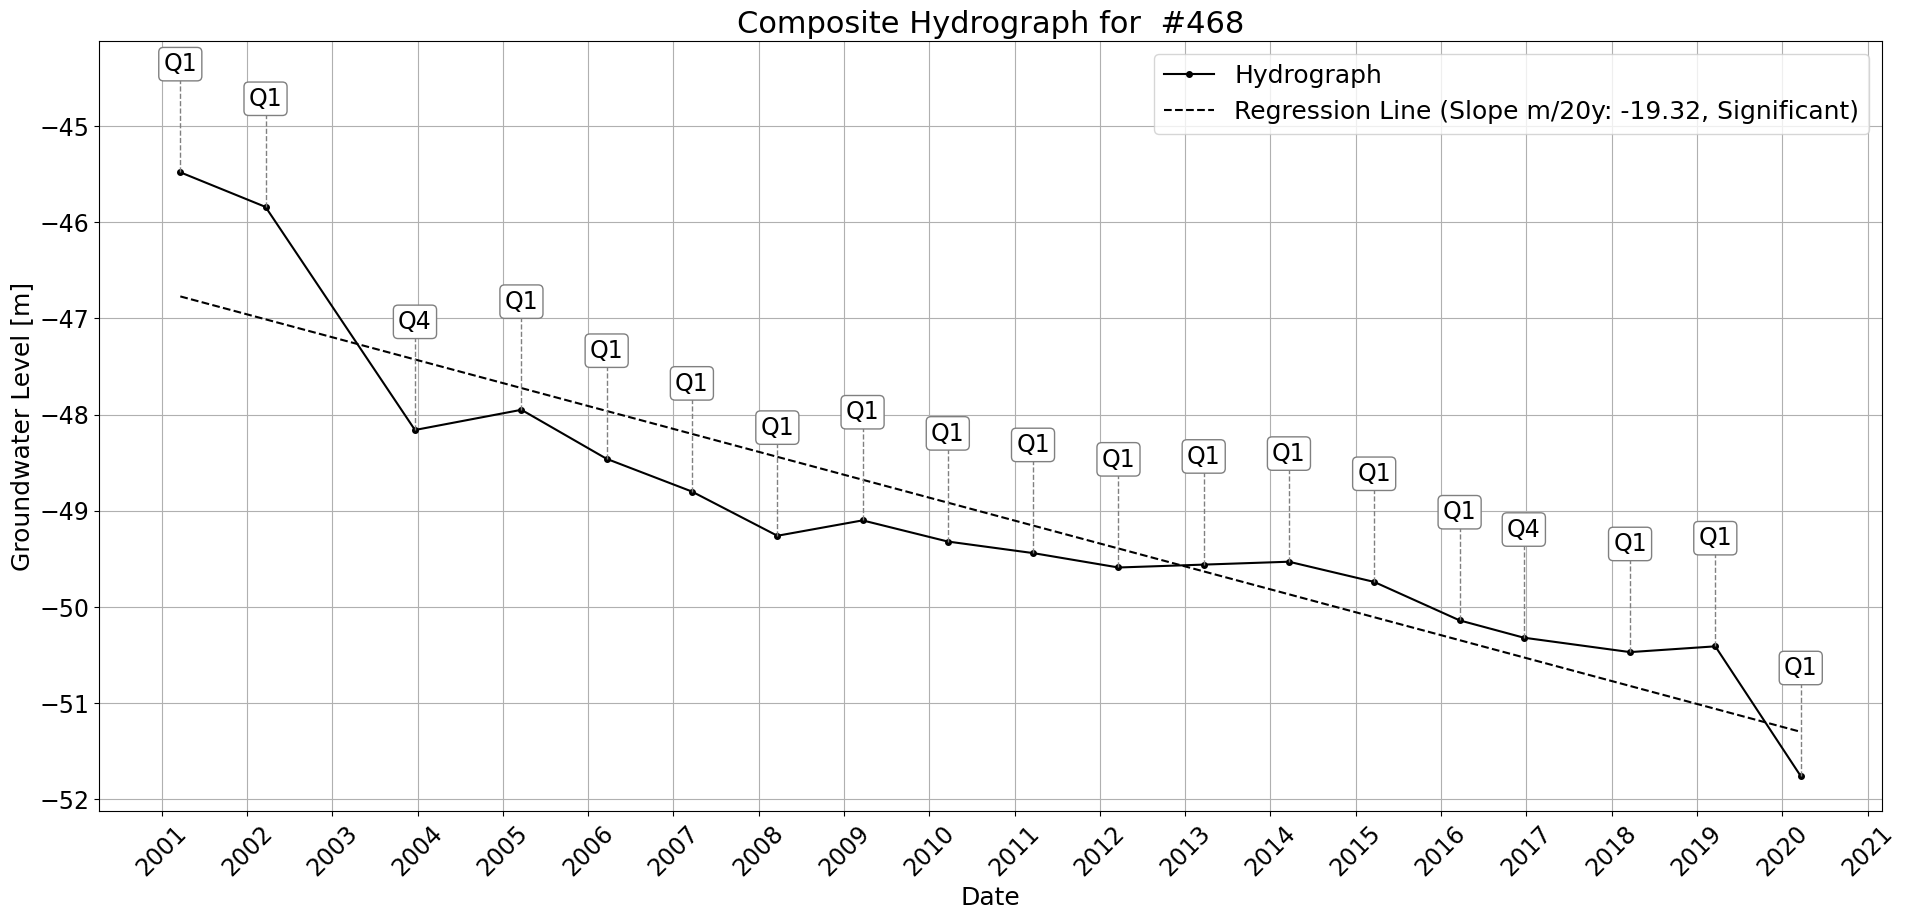 Composite Hydrograph for  #468
Hydrograph
Regression Line (Slope m/20y: -19.32, Significant)
Q1
Q1
Q4
Q1
Q1
Q1
Q1
Q1
Q1
Q1
Q1
Q1
Q1
Q1
Q1
Q4
Q1
Q1
Q1
Groundwater Level [m]
−45
−46
−47
−48
−49
−50
−51
−52
2001
2002
2003
2004
2005
2006
2007
2008
2009
2010
2011
2012
2013
2014
2015
2016
2017
2018
2019
2020
2021
Date